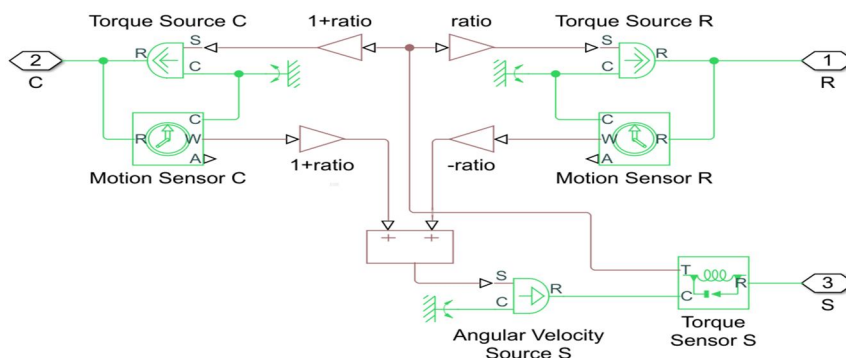 Torque Source C
1+ratio
ratio
Torque Source R
S
S
2
R
R
1
C
C
C
R
C
C
R
W
W
R
A
A
Motion Sensor C
1+ratio
-ratio
Motion Sensor R
+
+
T
S
R
R
3
C
C
S
Angular Velocity
Source S
Torque
Sensor S